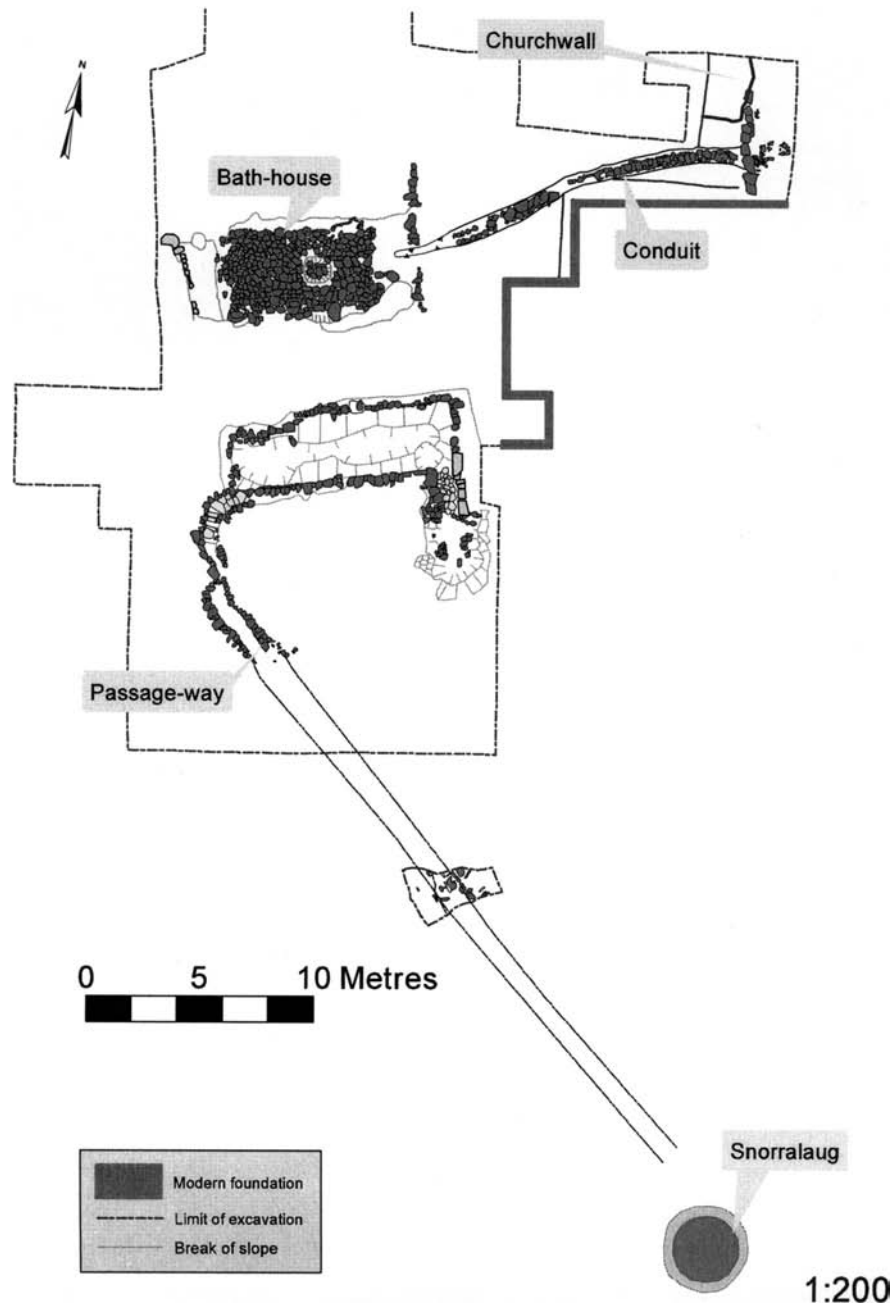 Churchwall
N
Bath-house
Conduit
Passage-way
0 5 10 Metres
Snorralaug
Modern foundation
Limit of excavation
Break of slope
1:200